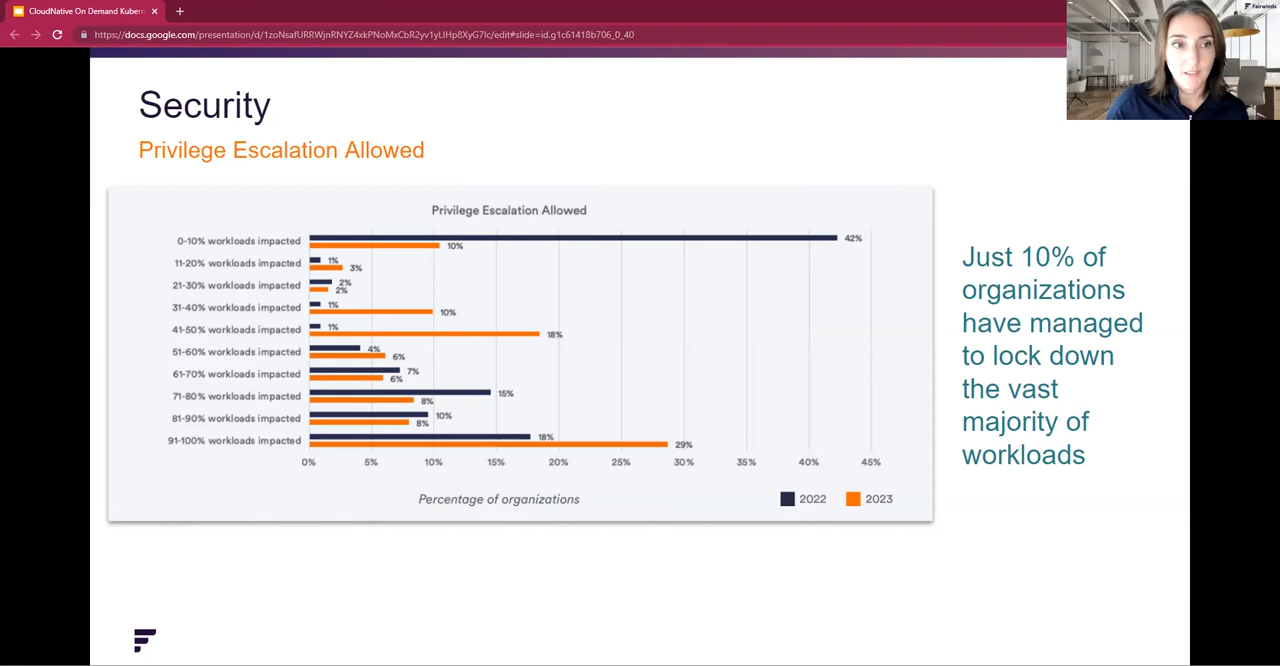 CloudNative On Demand Kubern
https://docs.google.com/presentation/d/1zoNsafURRWjnRNYZ4xkPNoMxCbR2yv1yLIHp8XyG7Ic/edit#slide=id.g1c61418b706_0_40
Fairwinds
Security
Privilege Escalation Allowed
Privilege Escalation Allowed
0-10% workloads impacted 42% 10%
11-20% workloads impacted 1% 3%
21-30% workloads impacted 2% 2%
31-40% workloads impacted 1% 10%
41-50% workloads impacted 1% 18%
51-60% workloads impacted 4% 6%
61-70% workloads impacted 7% 6%
71-80% workloads impacted 15% 8%
81-90% workloads impacted 10% 8%
91-100% workloads impacted 18% 29%
0% 5% 10% 15% 20% 25% 30% 35% 40% 45%
Percentage of organizations 2022 2023
Just 10% of
organizations
have managed
to lock down
the vast
majority of
workloads